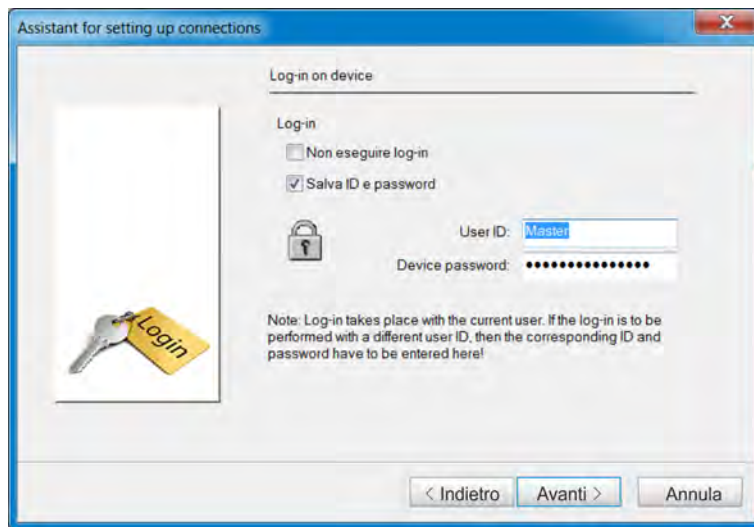 Assistant for setting up connections
Log-in on device
Log-in
Non eseguire log-in
Salva ID e password
User ID: Master
Device password: •••••••••••••••
Login
Note: Log-in takes place with the current user. If the log-in is to be
performed with a different user ID, then the corresponding ID and
password have to be entered here!
< Indietro Avanti > Annulla